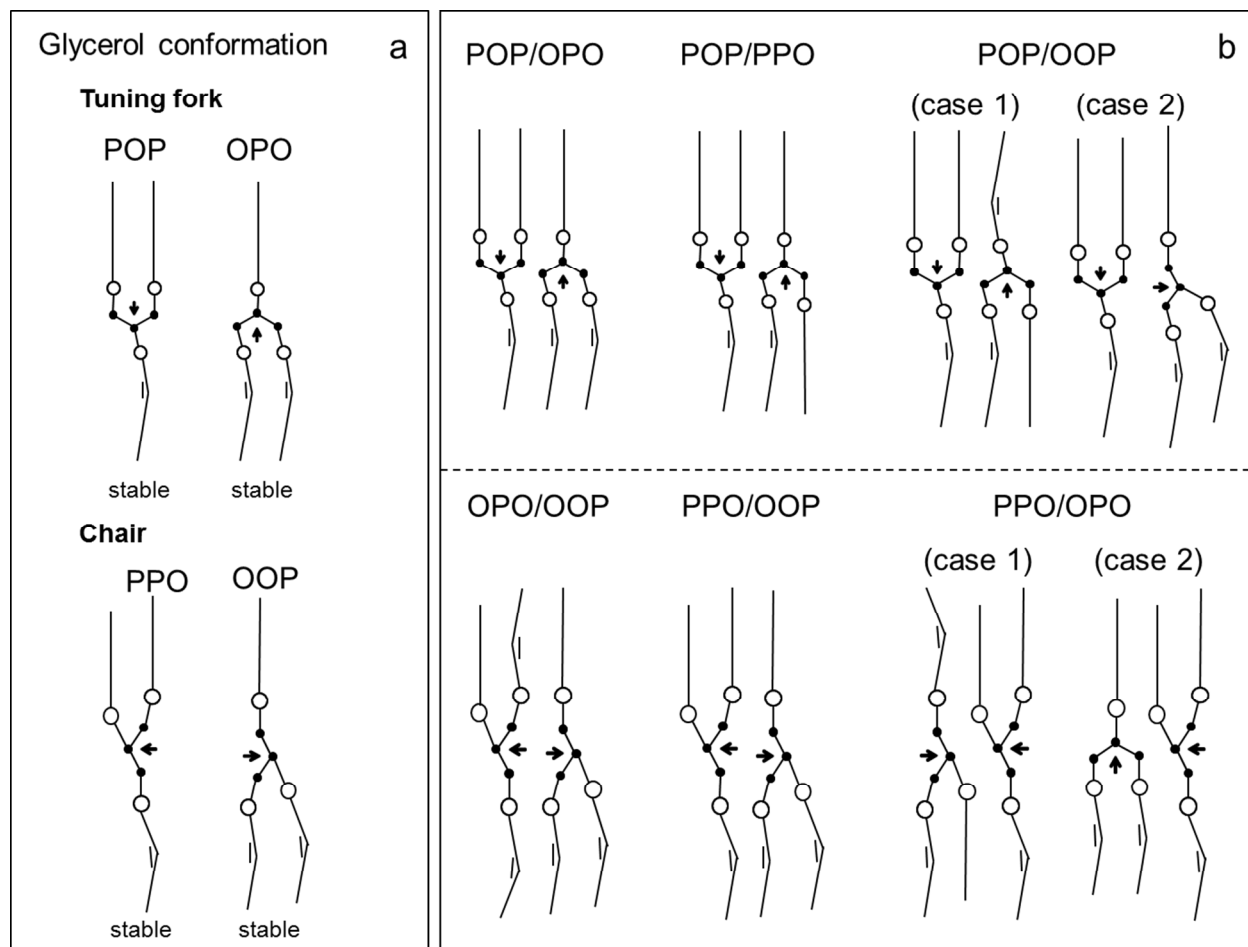 Glycerol conformation a
Tuning fork
POP OPO
stable stable
Chair
PPO OOP
stable stable
b
POP/OPO POP/PPO POP/OOP
(case 1) (case 2)
OPO/OOP PPO/OOP PPO/OPO
(case 1) (case 2)